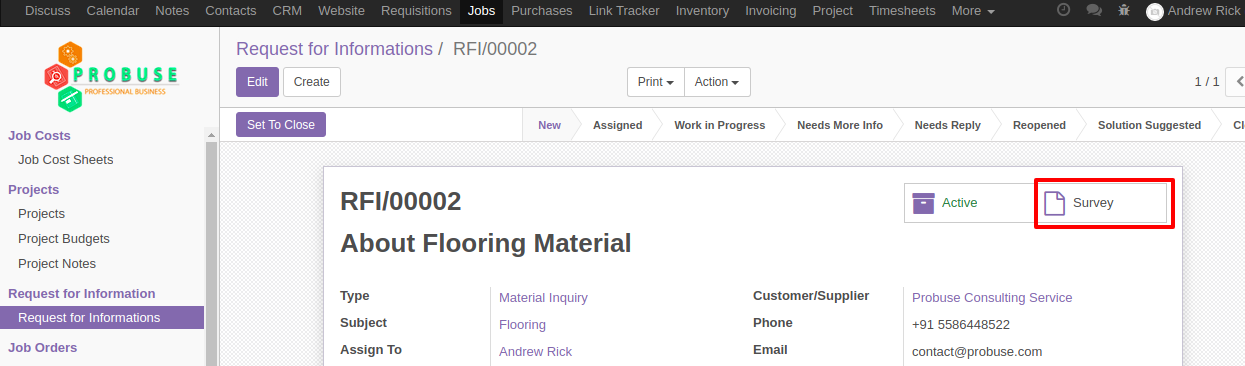 Discuss Calendar Notes Contacts CRM Website Requisitions Jobs Purchases Link Tracker Inventory Invoicing Project Timesheets More Andrew Rick
PROBUSE
PROFESSIONAL BUSINESS
Request for Informations / RFI/00002
Edit Create Print Action 1 / 1
Set To Close New Assigned Work in Progress Needs More Info Needs Reply Reopened Solution Suggested Cl
Job Costs
Job Cost Sheets
Projects
Projects
Project Budgets
Project Notes
Request for Information
Request for Informations
Job Orders
RFI/00002 Active Survey
About Flooring Material
Type Material Inquiry Customer/Supplier Probuse Consulting Service
Subject Flooring Phone +91 5586448522
Assign To Andrew Rick Email contact@probuse.com